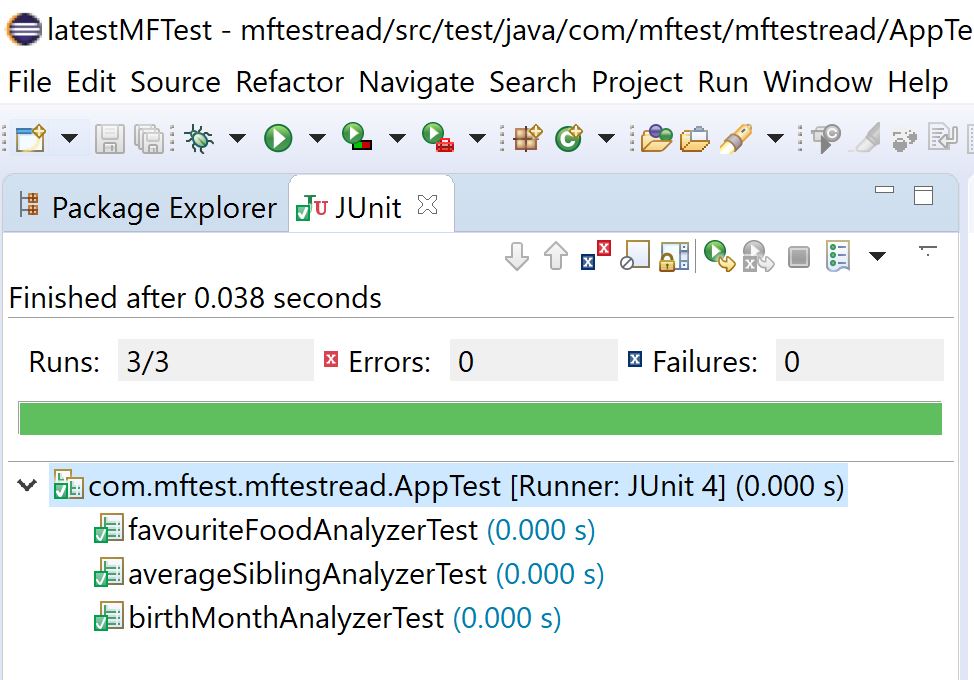 latestMFTest - mftestread/src/test/java/com/mftest/mftestread/AppTe
File Edit Source Refactor Navigate Search Project Run Window Help
Package Explorer JUnit
Finished after 0.038 seconds
Runs: 3/3 Errors: 0 Failures: 0
com.mftest.mftestread.AppTest [Runner: JUnit 4] (0.000 s)
favouriteFoodAnalyzerTest (0.000 s)
averageSiblingAnalyzerTest (0.000 s)
birthMonthAnalyzerTest (0.000 s)